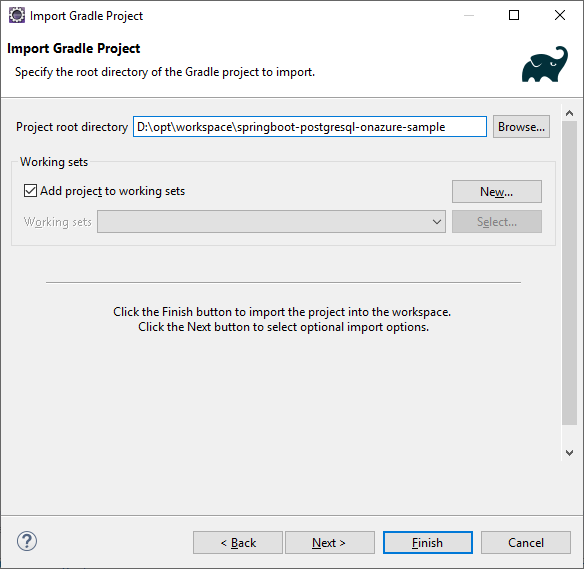 Import Gradle Project
Import Gradle Project
Specify the root directory of the Gradle project to import.
Project root directory D:\opt\workspace\springboot-postgresql-onazure-sample Browse...
Working sets
Add project to working sets New...
Working sets Select...
Click the Finish button to import the project into the workspace.
Click the Next button to select optional import options.
? < Back Next > Finish Cancel